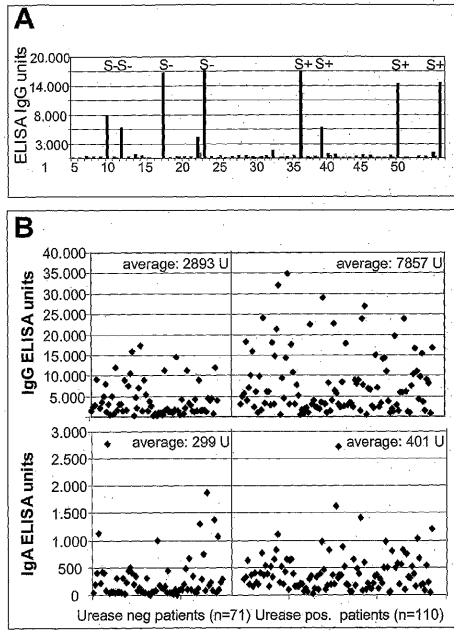 A
ELISA IgG units
20.000
14.000
8.000
3.000
1
S-S-
S-
S-
S+
S+
S+
S+
5
10
15
20
25
30
35
40
45
50
B
IgG ELISA units
40.000
35.000
30.000
25.000
20.000
15.000
10.000
5.000
average: 2893 U
average: 7857 U
IgA ELISA units
3.000
2.500
2.000
1.500
1.000
500
0
average: 299 U
average: 401 U
Urease neg patients (n=71)
Urease pos. patients (n=110)